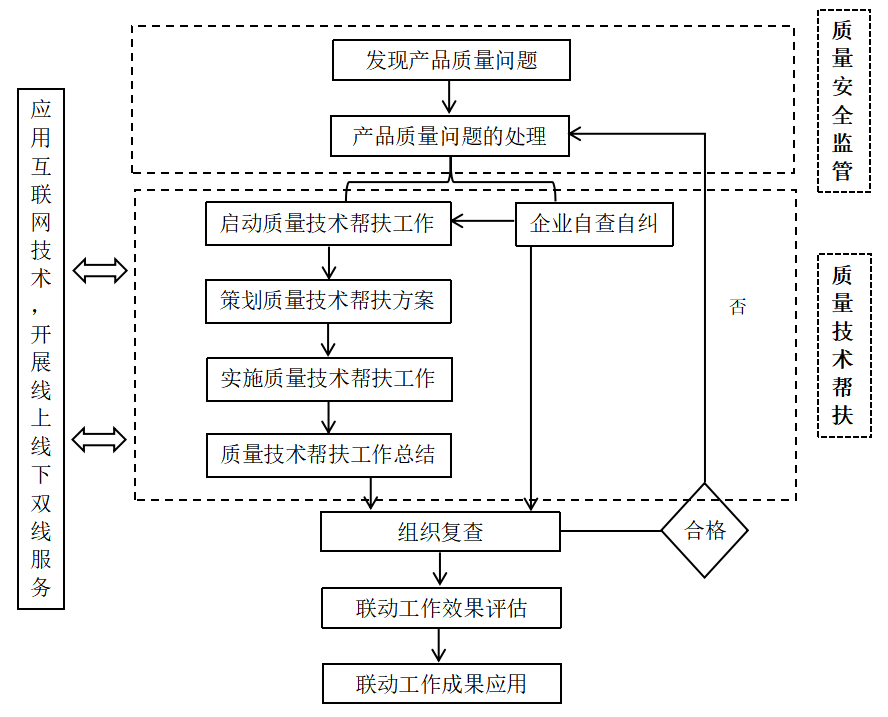 质量安全监管
发现产品质量问题
应用互联网技术，开展线上线下双线服务
产品质量问题的处理
启动质量技术帮扶工作
企业自查自纠
质量技术帮扶
策划质量技术帮扶方案
否
实施质量技术帮扶工作
质量技术帮扶工作总结
组织复查
合格
联动工作效果评估
联动工作成果应用